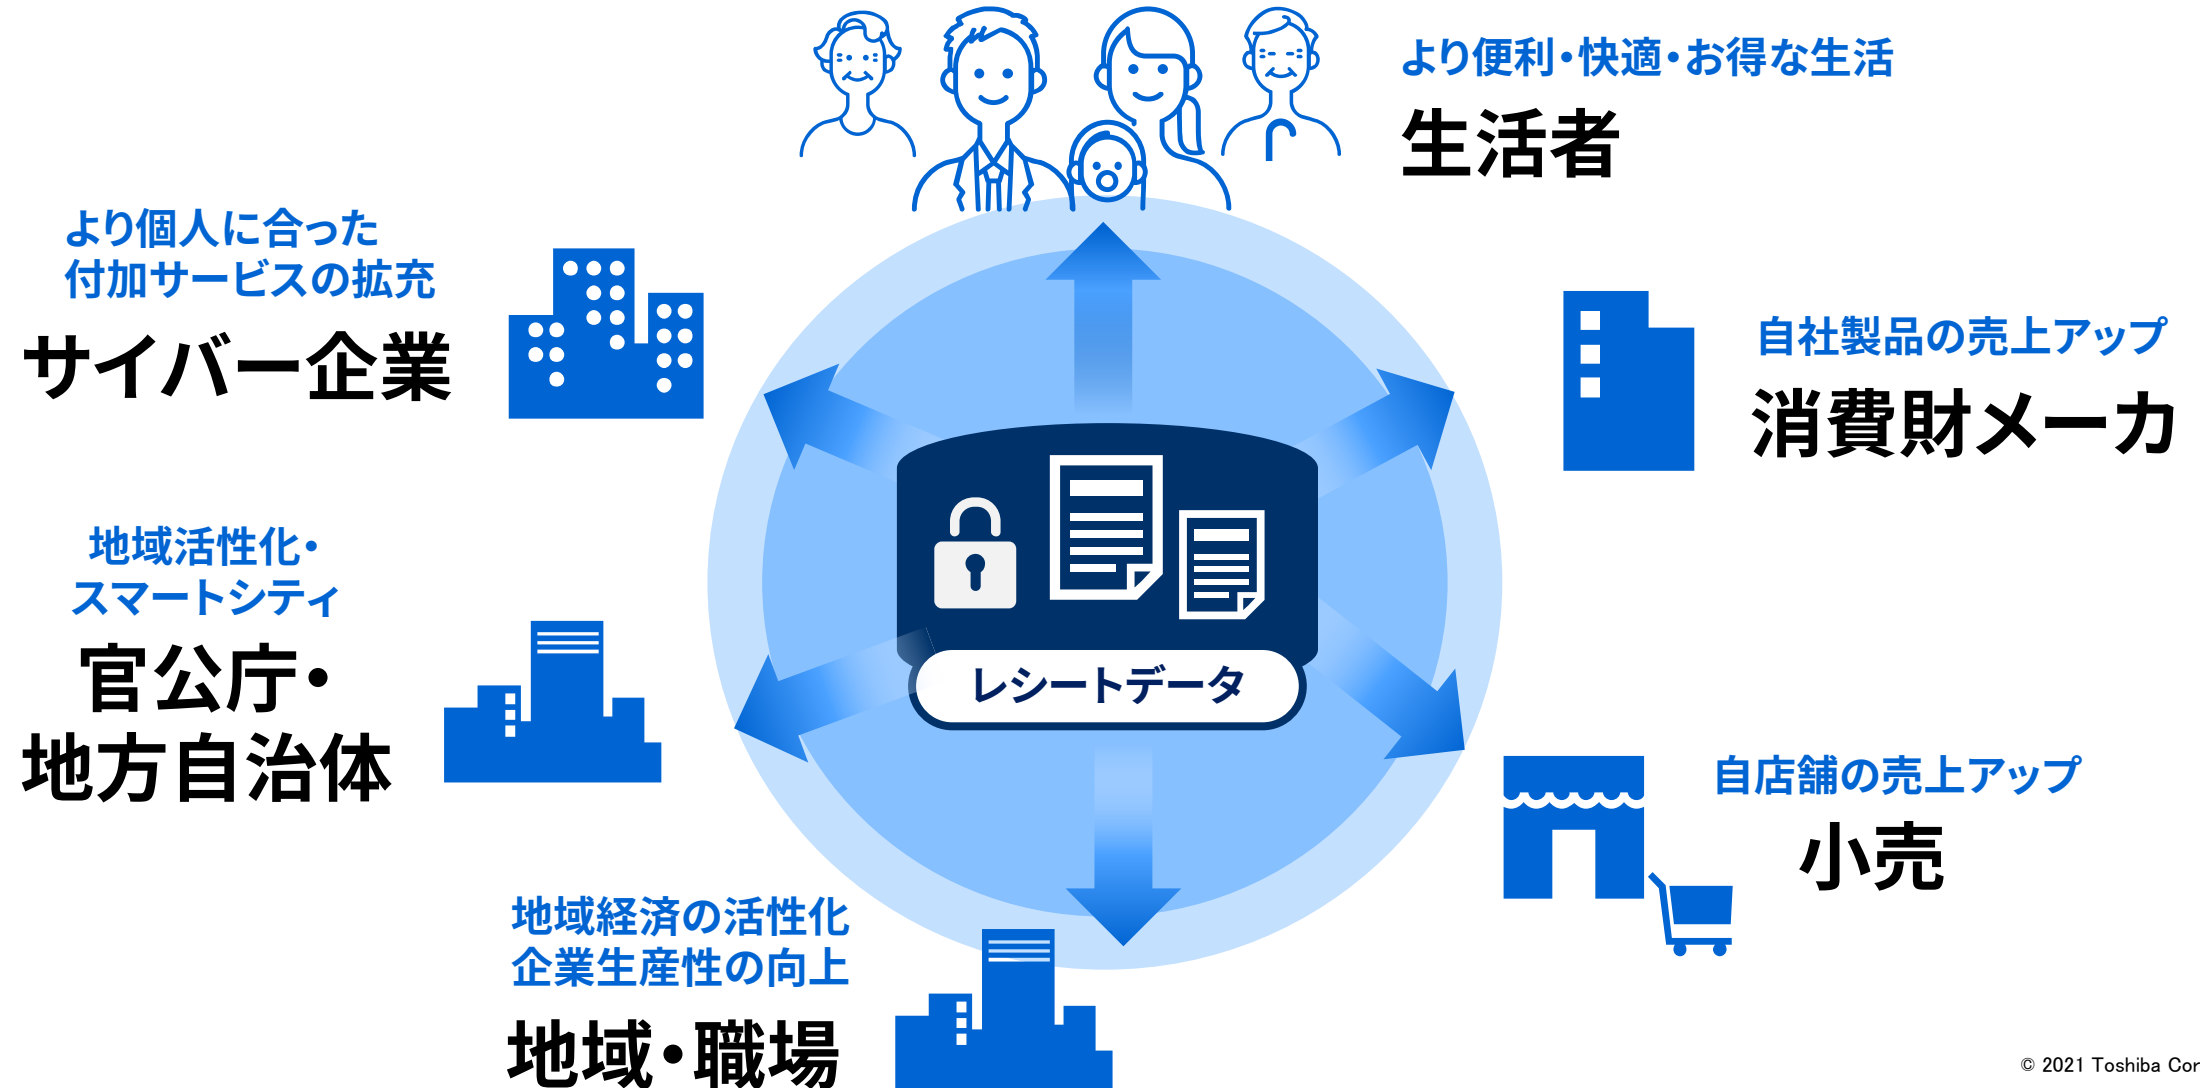 より便利・快適・お得な生活
生活者
より個人に合った
付加サービスの拡充
サイバー企業
自社製品の売上アップ
消費財メーカ
地域活性化・
スマートシティ
官公庁・
地方自治体
レシートデータ
自店舗の売上アップ
小売
地域経済の活性化
企業生産性の向上
地域・職場
© 2021 Toshiba Cor